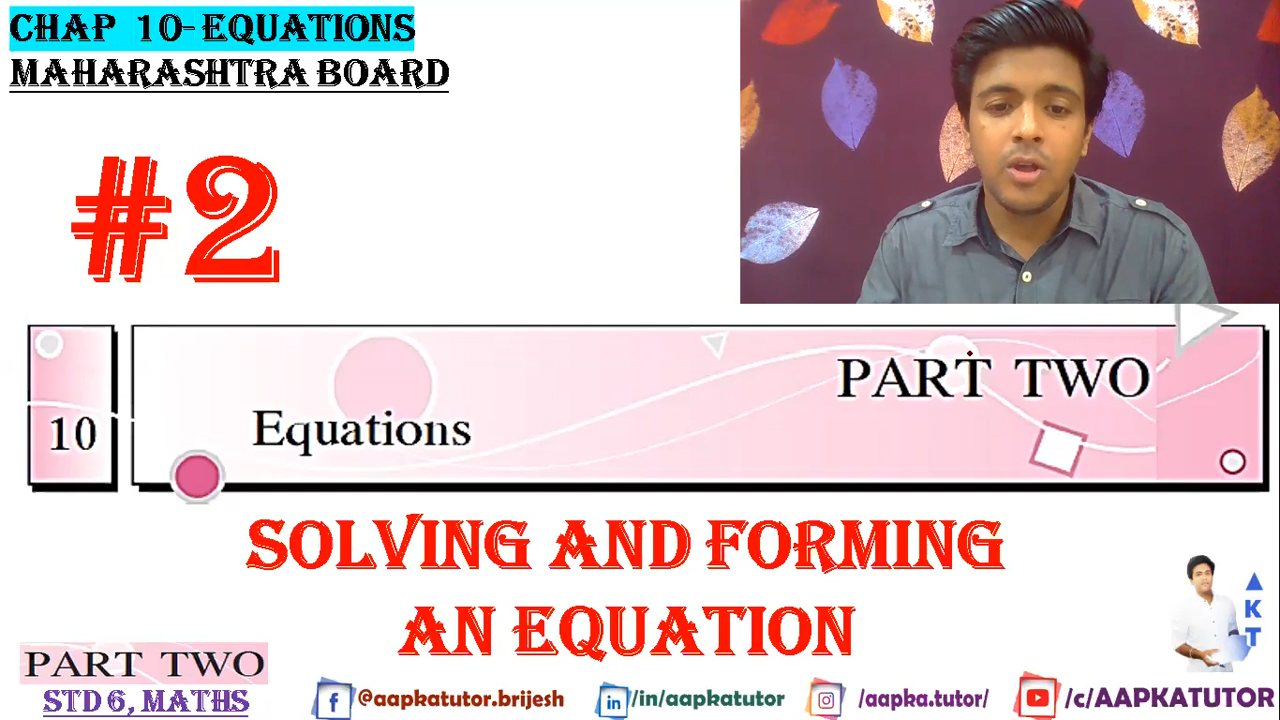 CHAP 10-EQUATIONS
MAHARASHTRA BOARD
#2
PART TWO
10
Equations
SOLVING AND FORMING
AN EQUATION
PART TWO
STD 6, MATHS
@aapkatutor.brijesh
/in/aapkatutor
/aapka.tutor/
/c/AAPKATUTOR
AKT